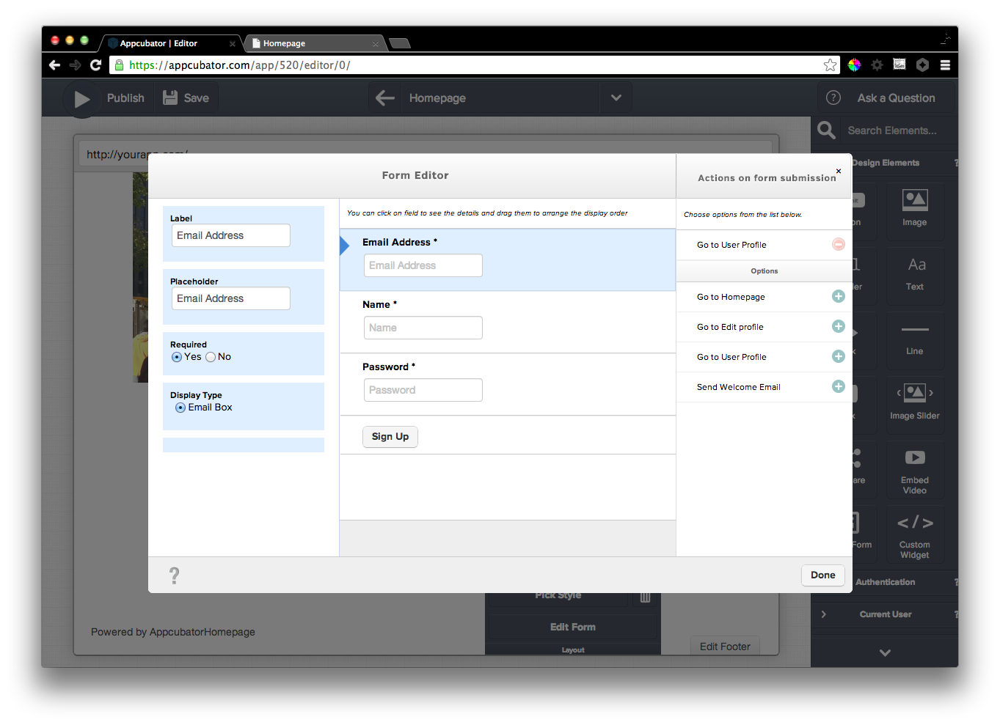 Appcubator | Editor
Homepage
https://appcubator.com/app/520/editor/0/
Publish
Save
Homepage
Ask a Question
http://yourapp.com/
Search Elements...
Design Elements
Form Editor
Actions on form submission
Label
Email Address
Placeholder
Email Address
Required
Yes
No
Display Type
Email Box
You can click on field to see the details and drag them to arrange the display order
Email Address *
Email Address
Name *
Name
Password *
Password
Sign Up
Choose options from the list below.
Go to User Profile
Options
Go to Homepage
Go to Edit profile
Go to User Profile
Send Welcome Email
?
Done
Image
Aa
Text
Line
Image Slider
Embed
Video
</>
Form
Custom
Widget
Authentication
Current User
Pick Style
Edit Form
Layout
Powered by AppcubatorHomepage
Edit Footer